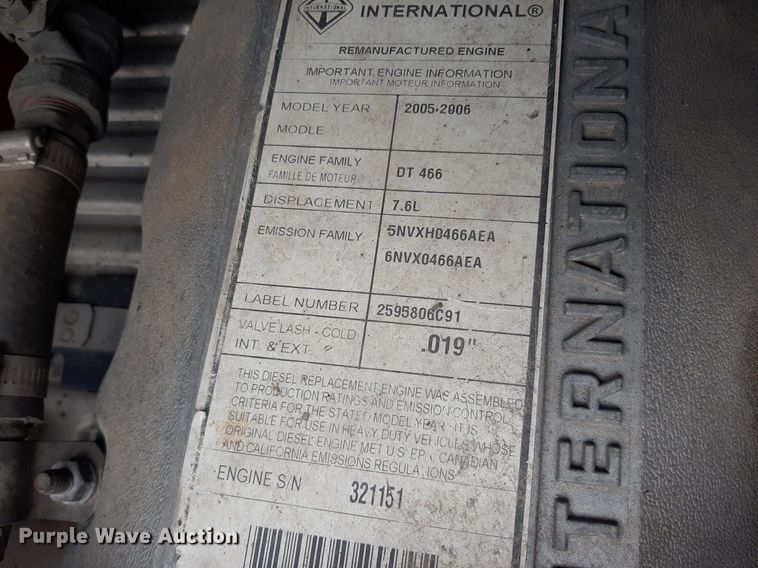 INTERNATIONAL
INTERNATIONAL®
REMANUFACTURED ENGINE
IMPORTANT ENGINE INFORMATION
IMPORTANT MOTEUR INFORMATION
MODEL YEAR 2005-2006
MODLE
ENGINE FAMILY DT 466
FAMILLE DE MOTEUR
DISPLACEMENT 7.6L
EMISSION FAMILY 5NVXH0466AEA
6NVX0466AEA
LABEL NUMBER 2595806C91
VALVE LASH - COLD .019"
INT. & EXT.
THIS DIESEL REPLACEMENT ENGINE WAS ASSEMBLED
TO PRODUCTION RATINGS AND EMISSION CONTROL
CRITERIA FOR THE STATED MODEL YEAR. IT IS
SUITABLE FOR USE IN HEAVY DUTY VEHICLES WHOSE
ORIGINAL DIESEL ENGINE MET U.S. EPA, CANADIAN
AND CALIFORNIA EMISSIONS REGULATIONS
ENGINE S/N 321151
INTERNATIONA
Purple Wave Auction